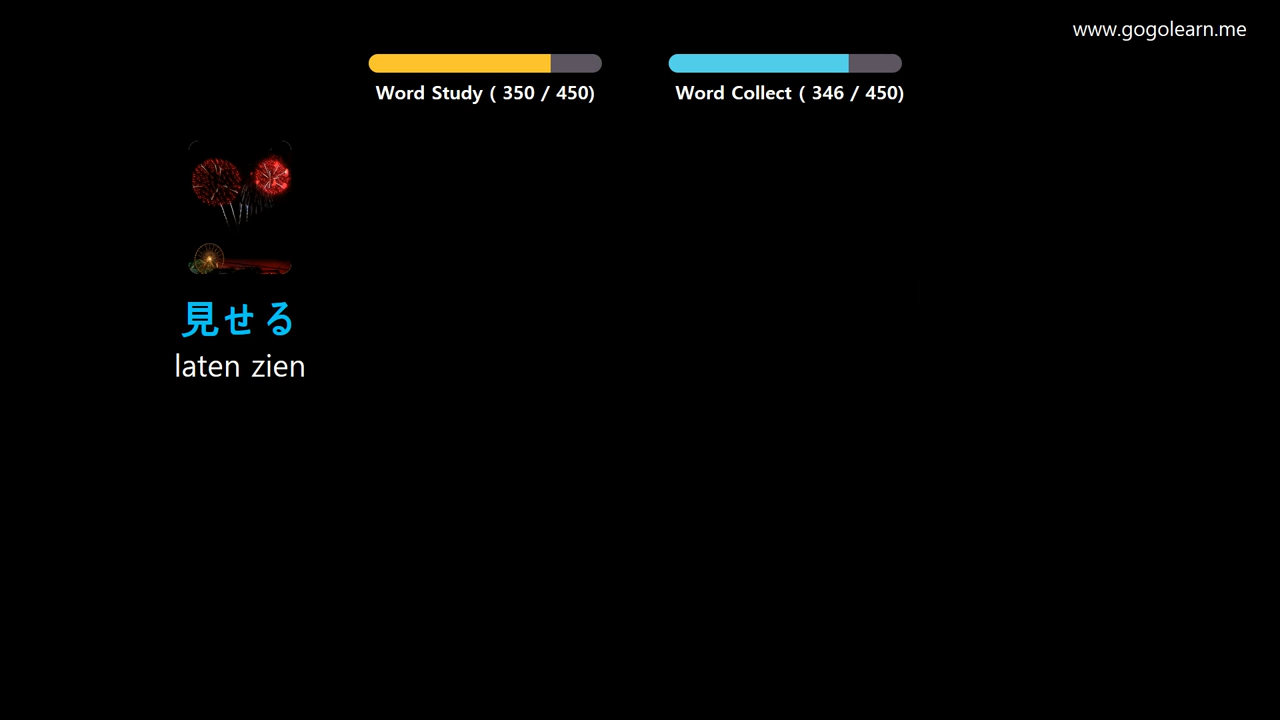 www.gogolearn.me
Word Study ( 350 / 450)
Word Collect ( 346 / 450)
見せる
laten zien